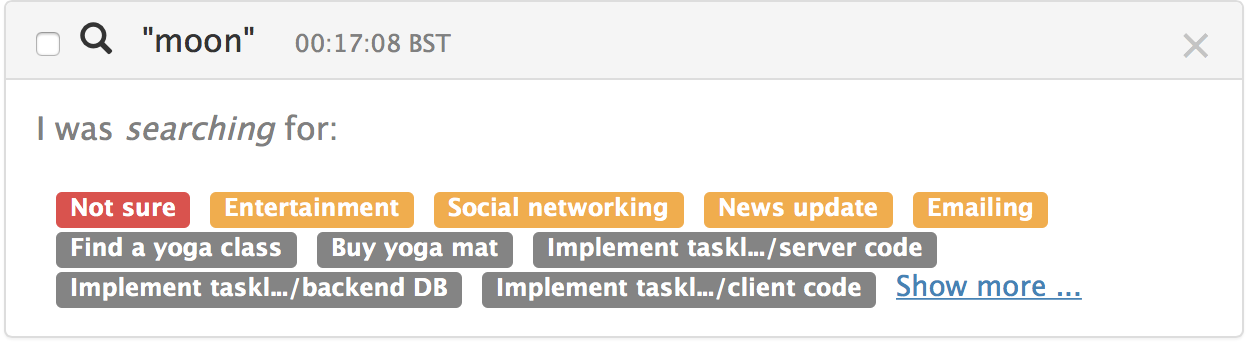 "moon" 00:17:08 BST
I was searching for:
Not sure Entertainment Social networking News update Emailing
Find a yoga class Buy yoga mat Implement taskl.../server code
Implement taskl.../backend DB Implement taskl.../client code Show more ...